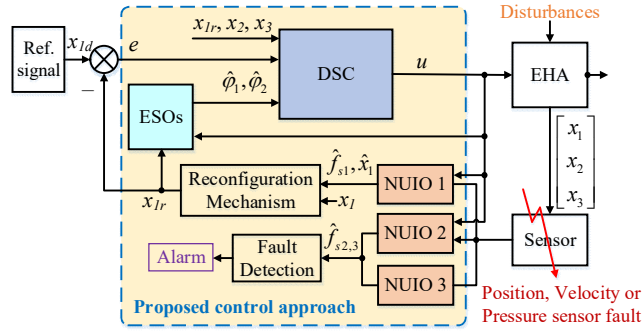 Disturbances
Ref.
signal
x₁d
e
−
x₁r, x₂, x₃
DSC
u
EHA
ESOs
φ̂₁, φ̂₂
x₁
x₂
x₃
Reconfiguration
Mechanism
f̂s1, x̂₁
x₁
x₁r
NUIO 1
NUIO 2
NUIO 3
Sensor
Alarm
Fault
Detection
f̂s2,3
Proposed control approach
Position, Velocity or
Pressure sensor fault